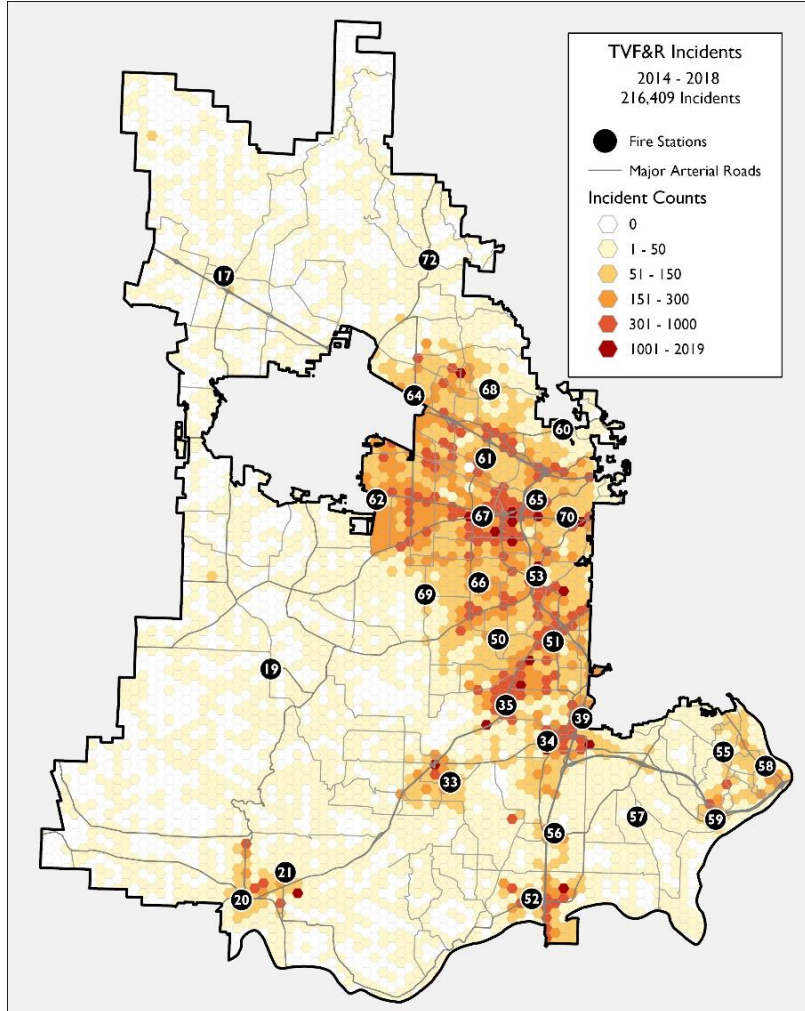 TVF&R Incidents
2014 - 2018
216,409 Incidents
Fire Stations
Major Arterial Roads
Incident Counts
0
1 - 50
51 - 150
151 - 300
301 - 1000
1001 - 2019
72
17
68
64
60
61
62
65
67
70
53
66
69
50
51
19
35
39
34
55
58
33
57
59
56
21
52
20